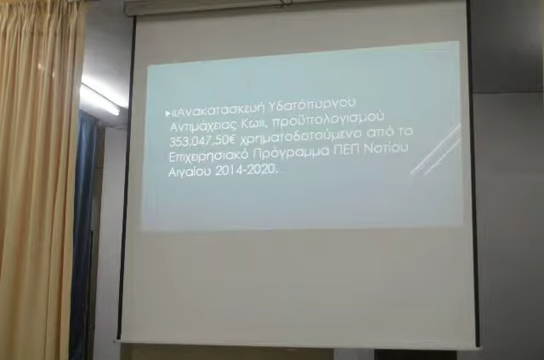 «Ανακατασκευή Υδατόπυργου
Αντιμάχειας Κω», προϋπολογισμού
353.047,50€ χρηματοδοτούμενο από το
Επιχειρησιακό Πρόγραμμα ΠΕΠ Νοτίου
Αιγαίου 2014-2020.